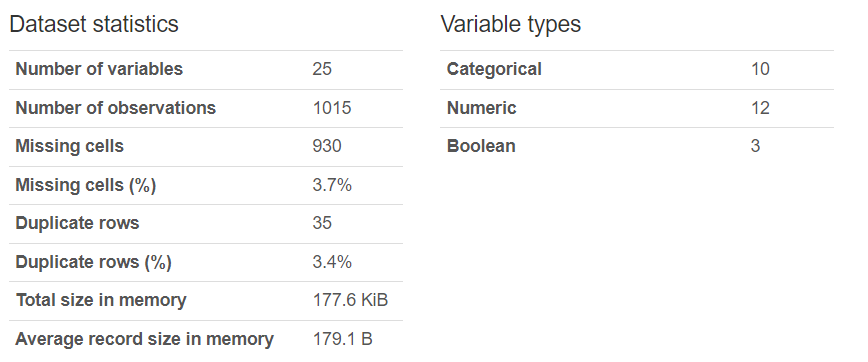 Dataset statistics
Number of variables 25
Number of observations 1015
Missing cells 930
Missing cells (%) 3.7%
Duplicate rows 35
Duplicate rows (%) 3.4%
Total size in memory 177.6 KiB
Average record size in memory 179.1 B
Variable types
Categorical 10
Numeric 12
Boolean 3